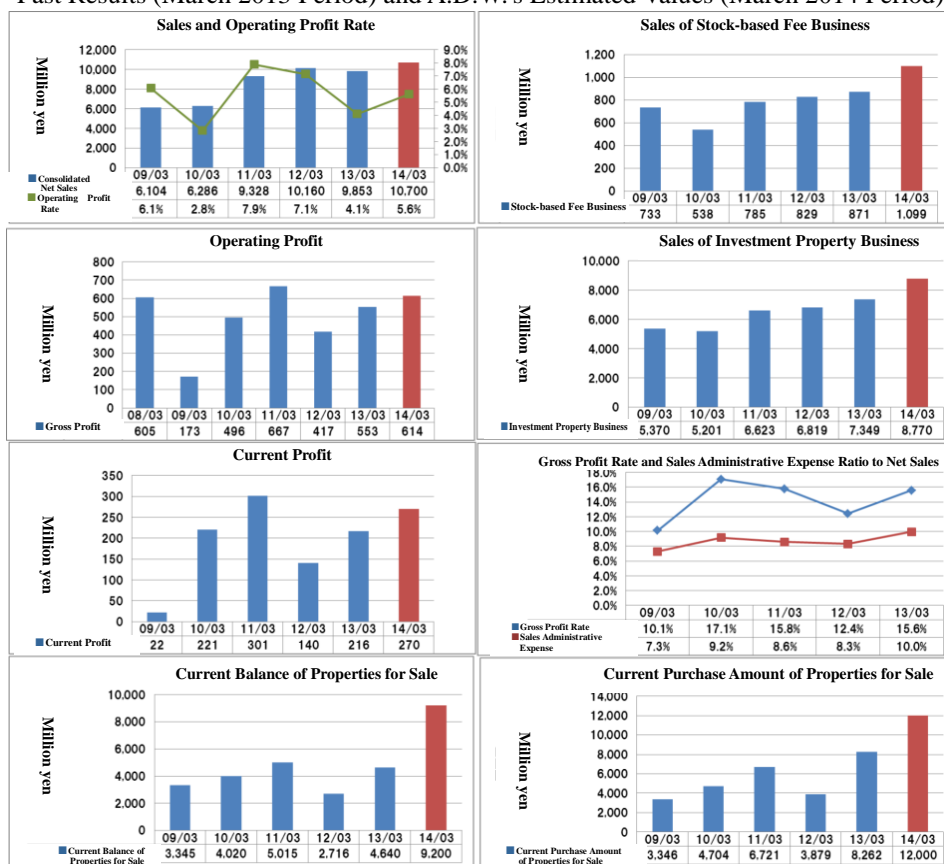 Past Results (March 2013 Period) and A.D.W.'s Estimated Values (March 2014 Period)
Sales and Operating Profit Rate
Million yen
12,000
10,000
8,000
6,000
4,000
2,000
0
9.0%
8.0%
7.0%
6.0%
5.0%
4.0%
3.0%
2.0%
1.0%
0.0%
09/03 10/03 11/03 12/03 13/03 14/03
Consolidated Net Sales 6,104 6,286 9,328 10,160 9,853 10,700
Operating Profit Rate 6.1% 2.8% 7.9% 7.1% 4.1% 5.6%
Sales of Stock-based Fee Business
Million yen
1,200
1,000
800
600
400
200
0
09/03 10/03 11/03 12/03 13/03 14/03
Stock-based Fee Business 733 538 785 829 871 1,099
Operating Profit
Million yen
800
700
600
500
400
300
200
100
0
08/03 09/03 10/03 11/03 12/03 13/03 14/03
Gross Profit 605 173 496 667 417 553 614
Sales of Investment Property Business
Million yen
10,000
8,000
6,000
4,000
2,000
0
09/03 10/03 11/03 12/03 13/03 14/03
Investment Property Business 5,370 5,201 6,623 6,819 7,349 8,770
Current Profit
350
300
250
200
150
100
50
0
09/03 10/03 11/03 12/03 13/03 14/03
Current Profit 22 221 301 140 216 270
Gross Profit Rate and Sales Administrative Expense Ratio to Net Sales
18.0%
16.0%
14.0%
12.0%
10.0%
8.0%
6.0%
4.0%
2.0%
0.0%
09/03 10/03 11/03 12/03 13/03
Gross Profit Rate 10.1% 17.1% 15.8% 12.4% 15.6%
Sales Administrative Expense 7.3% 9.2% 8.6% 8.3% 10.0%
Current Balance of Properties for Sale
Million yen
10,000
8,000
6,000
4,000
2,000
0
09/03 10/03 11/03 12/03 13/03 14/03
Current Balance of Properties for Sale 3,345 4,020 5,015 2,716 4,640 9,200
Current Purchase Amount of Properties for Sale
Million yen
14,000
12,000
10,000
8,000
6,000
4,000
2,000
0
09/03 10/03 11/03 12/03 13/03 14/03
Current Purchase Amount of Properties for Sale 3,346 4,704 6,721 3,879 8,262 12,000